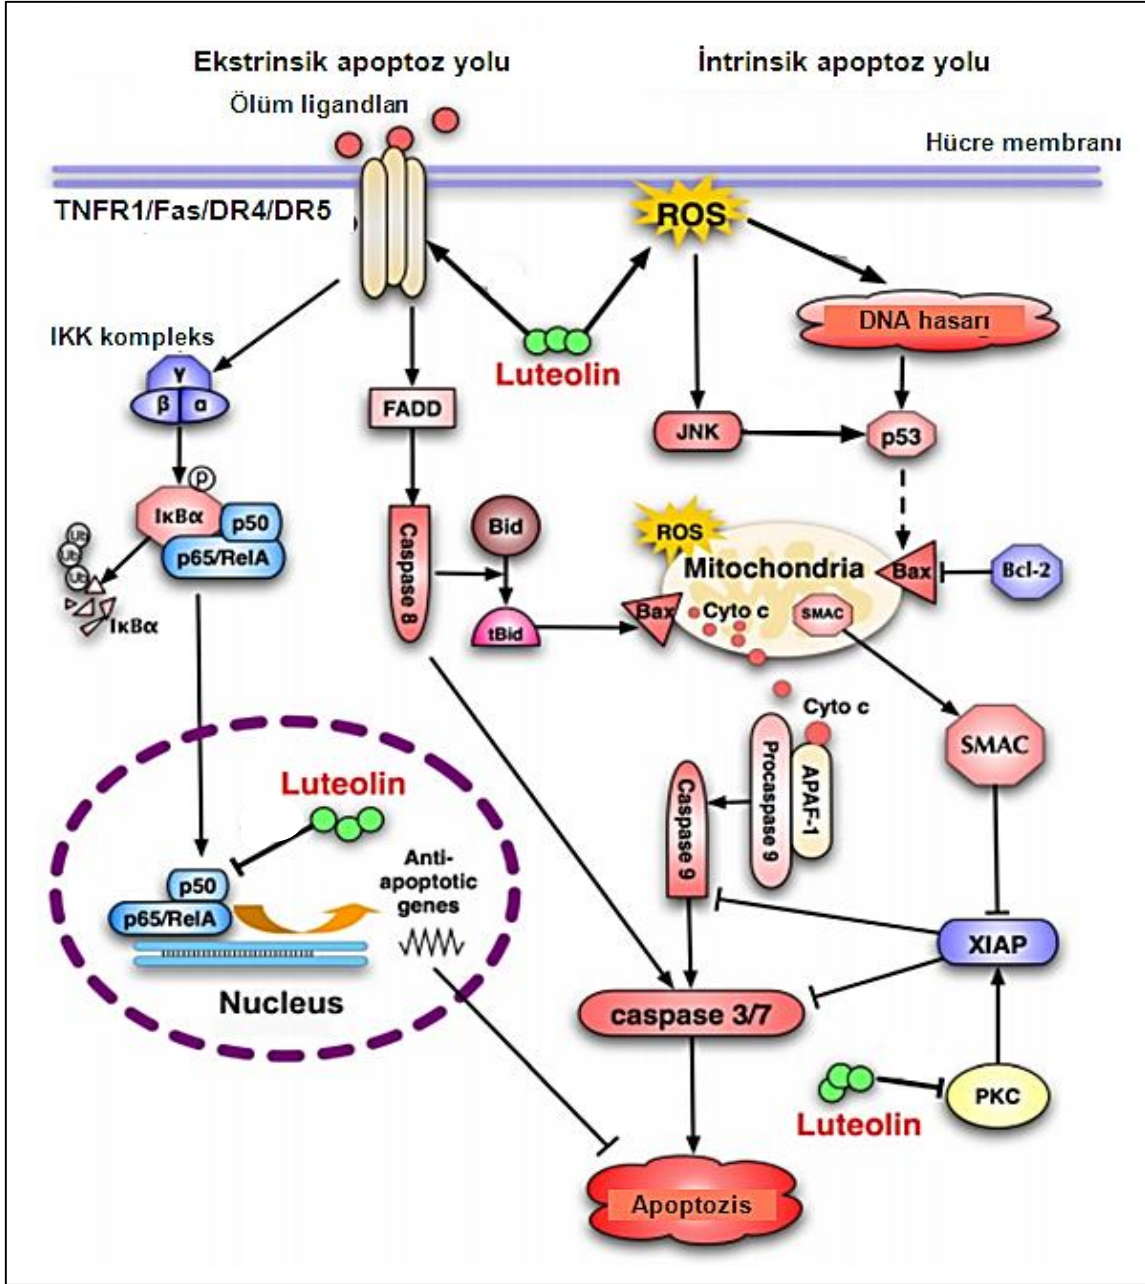 Ekstrinsik apoptoz yolu
İntrinsik apoptoz yolu
Ölüm ligandları
Hücre membranı
TNFR1/Fas/DR4/DR5
ROS
DNA hasarı
IKK kompleks
γ
β α
Luteolin
FADD
JNK
p53
P
IκBα
p50
p65/RelA
Ub
Ub
Ub
IκBα
Caspase 8
Bid
tBid
ROS
Mitochondria
Bax
Bcl-2
Bax
Cyto c
SMAC
Cyto c
SMAC
Procaspase 9
APAF-1
Caspase 9
Luteolin
Anti-
apoptotic
genes
p50
p65/RelA
Nucleus
XIAP
caspase 3/7
PKC
Luteolin
Apoptozis